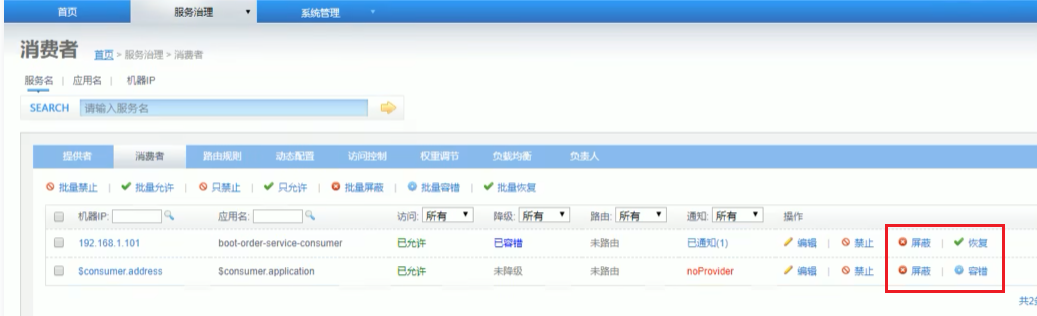 首页 服务治理 系统管理
消费者 首页 > 服务治理 > 消费者
服务名 | 应用名 | 机器IP
SEARCH 请输入服务名
提供者 消费者 路由规则 动态配置 访问控制 权重调节 负载均衡 负责人
批量禁止 | 批量允许 | 只禁止 | 只允许 | 批量屏蔽 | 批量容错 | 批量恢复
机器IP: 应用名: 访问: 所有 降级: 所有 路由: 所有 通知: 所有 操作
192.168.1.101 boot-order-service-consumer 已允许 已容错 未路由 已通知(1) 编辑 | 禁止 | 屏蔽 | 恢复
$consumer.address $consumer.application 已允许 未降级 未路由 noProvider 编辑 | 禁止 | 屏蔽 | 容错
共2